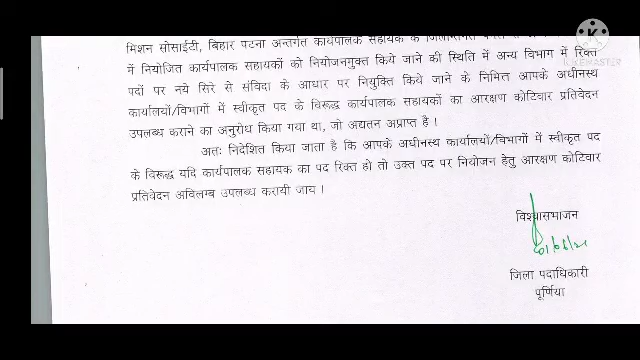 मिशन सोसाईटी, बिहार पटना अन्तर्गत कार्यपालक सहायक के
में नियोजित कार्यपालक सहायकों को नियोजनमुक्त किये जाने की स्थिति में अन्य विभाग में रिक्त
पदों पर नये सिरे से संविदा के आधार पर नियुक्ति किये जाने के निमित्त आपके अधीनस्थ
कार्यालयों/विभागों में स्वीकृत पद के विरूद्ध कार्यपालक सहायकों का आरक्षण कोटिवार प्रतिवेदन
उपलब्ध कराने का अनुरोध किया गया था, जो अद्यतन अप्राप्त है।
अतः निदेशित किया जाता है कि आपके अधीनस्थ कार्यालयों/विभागों में स्वीकृत पद
के विरूद्ध यदि कार्यपालक सहायक का पद रिक्त हो तो उक्त पद पर नियोजन हेतु आरक्षण कोटिवार
प्रतिवेदन अविलम्ब उपलब्ध करायी जाय।
विश्वासभाजन
जिला पदाधिकारी
पूर्णिया
KINEMASTER